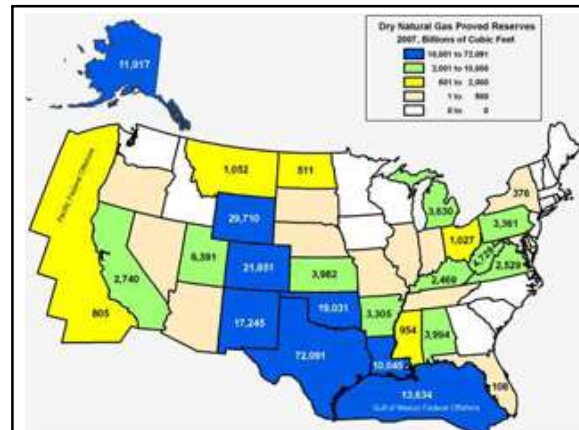 Dry Natural Gas Proved Reserves
2007, Billions of Cubic Feet
10,001 to 72,091
2,001 to 10,000
501 to 2,000
1 to 500
0 to 0
11,917
Pacific Federal Offshore
1,052
511
29,710
3,630
376
3,361
1,027
6,391
21,851
3,982
4,729
2,529
2,469
2,740
805
19,031
3,305
17,245
954
3,994
72,091
10,045
13,634
Gulf of Mexico Federal Offshore
108